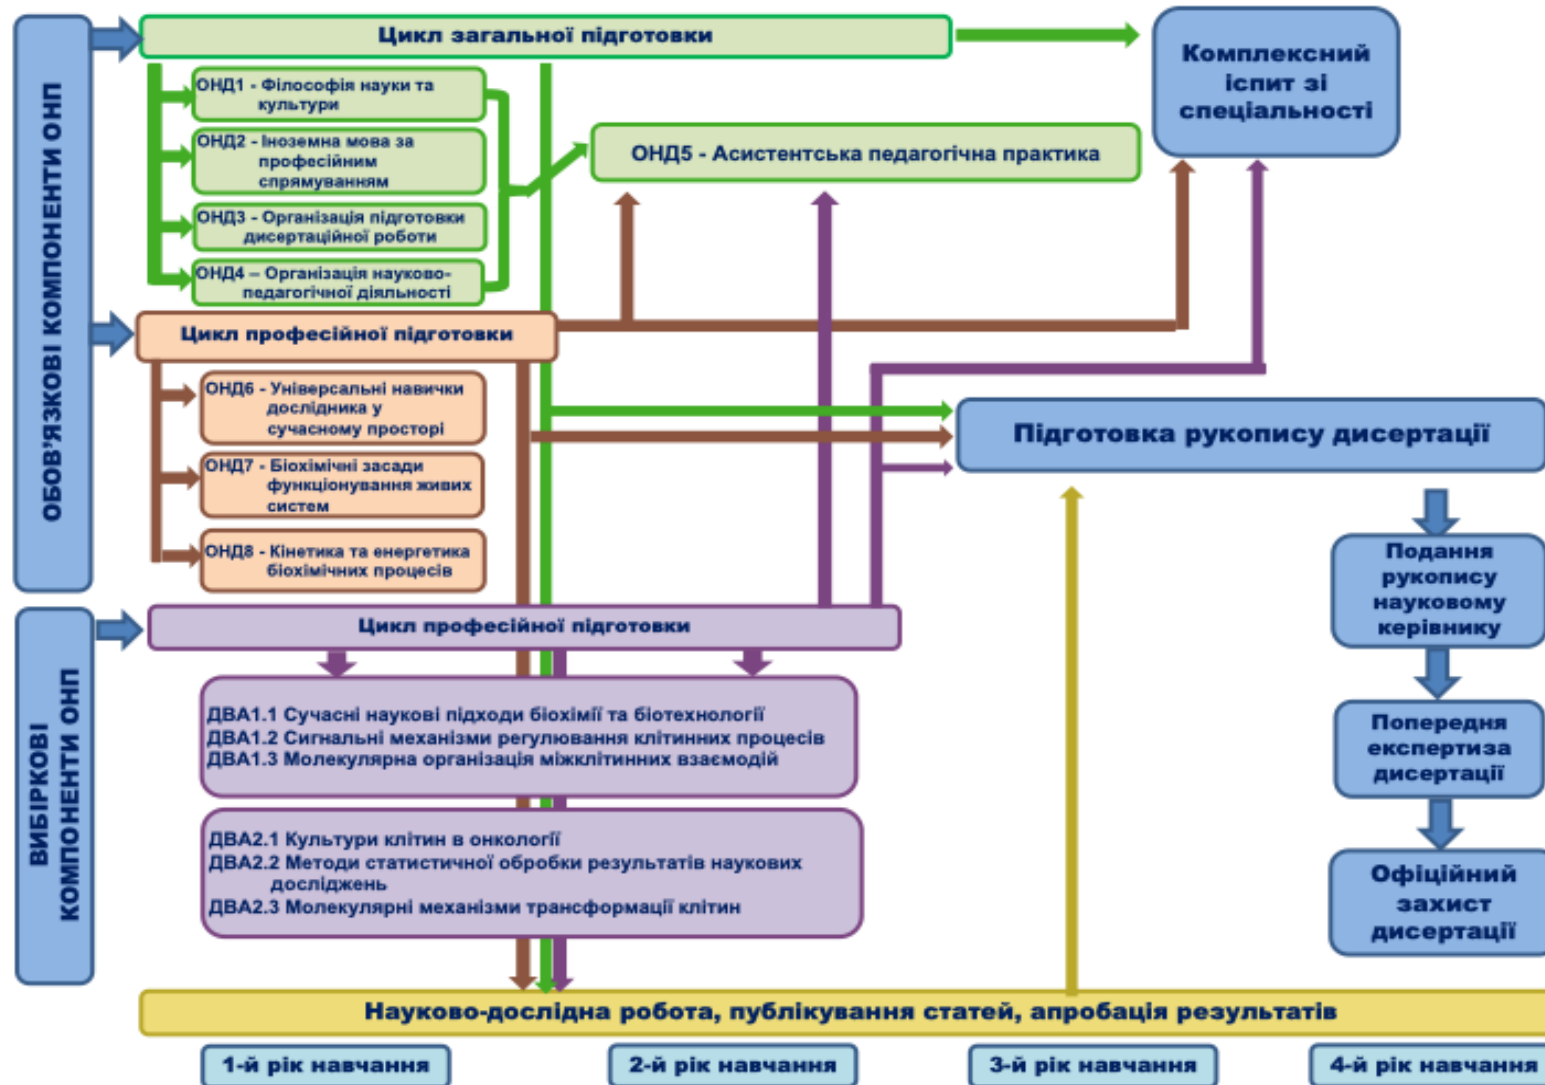 ОБОВ'ЯЗКОВІ КОМПОНЕНТИ ОНП
Цикл загальної підготовки
ОНД1 - Філософія науки та
культури
ОНД2 - Іноземна мова за
професійним
спрямуванням
ОНД3 - Організація підготовки
дисертаційної роботи
ОНД4 – Організація науково-
педагогічної діяльності
ОНД5 - Асистентська педагогічна практика
Комплексний
іспит зі
спеціальності
Цикл професійної підготовки
ОНД6 - Універсальні навички
дослідника у
сучасному просторі
ОНД7 - Біохімічні засади
функціонування живих
систем
ОНД8 - Кінетика та енергетика
біохімічних процесів
Підготовка рукопису дисертації
Подання
рукопису
науковому
керівнику
Попередня
експертиза
дисертації
Офіційний
захист
дисертації
ВИБІРКОВІ
КОМПОНЕНТИ ОНП
Цикл професійної підготовки
ДВА1.1 Сучасні наукові підходи біохімії та біотехнології
ДВА1.2 Сигнальні механізми регулювання клітинних процесів
ДВА1.3 Молекулярна організація міжклітинних взаємодій
ДВА2.1 Культури клітин в онкології
ДВА2.2 Методи статистичної обробки результатів наукових
досліджень
ДВА2.3 Молекулярні механізми трансформації клітин
Науково-дослідна робота, публікування статей, апробація результатів
1-й рік навчання
2-й рік навчання
3-й рік навчання
4-й рік навчання